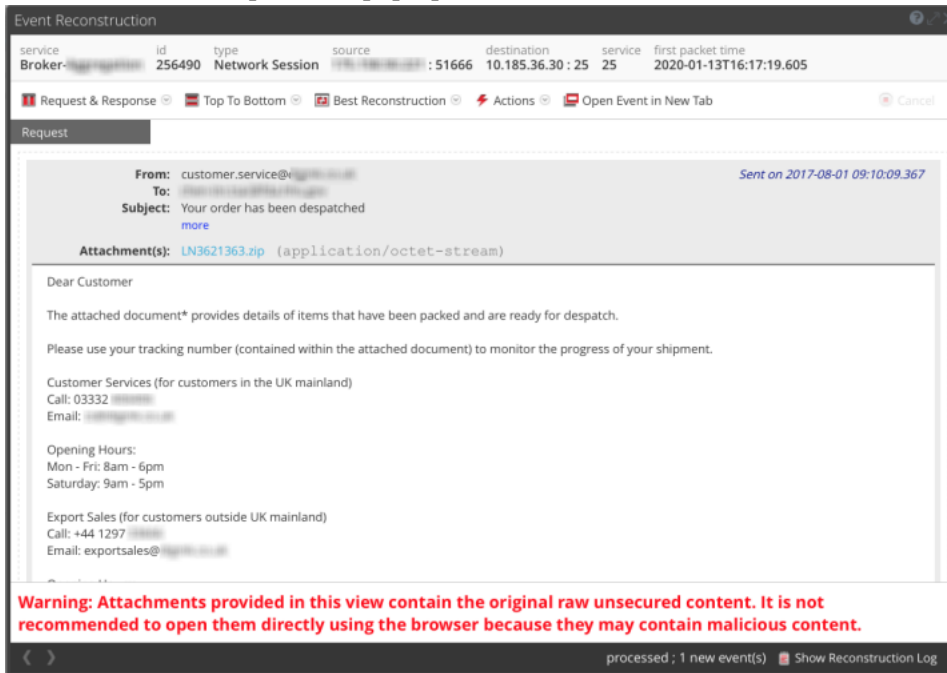 Event Reconstruction
service id type source destination service first packet time
Broker- 256490 Network Session : 51666 10.185.36.30 : 25 25 2020-01-13T16:17:19.605
Request & Response Top To Bottom Best Reconstruction Actions Open Event in New Tab Cancel
Request
From: customer.service@ Sent on 2017-08-01 09:10:09.367
To:
Subject: Your order has been despatched
more
Attachment(s): LN3621363.zip (application/octet-stream)
Dear Customer
The attached document* provides details of items that have been packed and are ready for despatch.
Please use your tracking number (contained within the attached document) to monitor the progress of your shipment.
Customer Services (for customers in the UK mainland)
Call: 03332
Email:
Opening Hours:
Mon - Fri: 8am - 6pm
Saturday: 9am - 5pm
Export Sales (for customers outside UK mainland)
Call: +44 1297
Email: exportsales@
Warning: Attachments provided in this view contain the original raw unsecured content. It is not
recommended to open them directly using the browser because they may contain malicious content.
processed ; 1 new event(s) Show Reconstruction Log